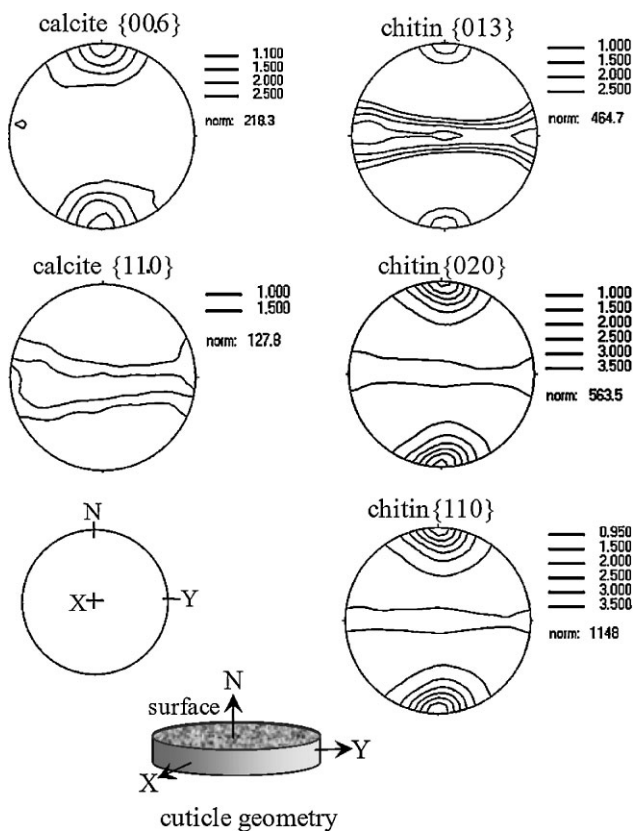 calcite {00.6}
1.100
1.500
2.000
2.500
norm: 218.3
chitin {013}
1.000
1.500
2.000
2.500
norm: 464.7
calcite {11.0}
1.000
1.500
norm: 127.8
chitin{020}
1.000
1.500
2.000
2.500
3.000
3.500
norm: 563.5
N
X
Y
chitin{110}
0.950
1.500
2.000
2.500
3.000
3.500
norm: 1148
N
surface
Y
X
cuticle geometry